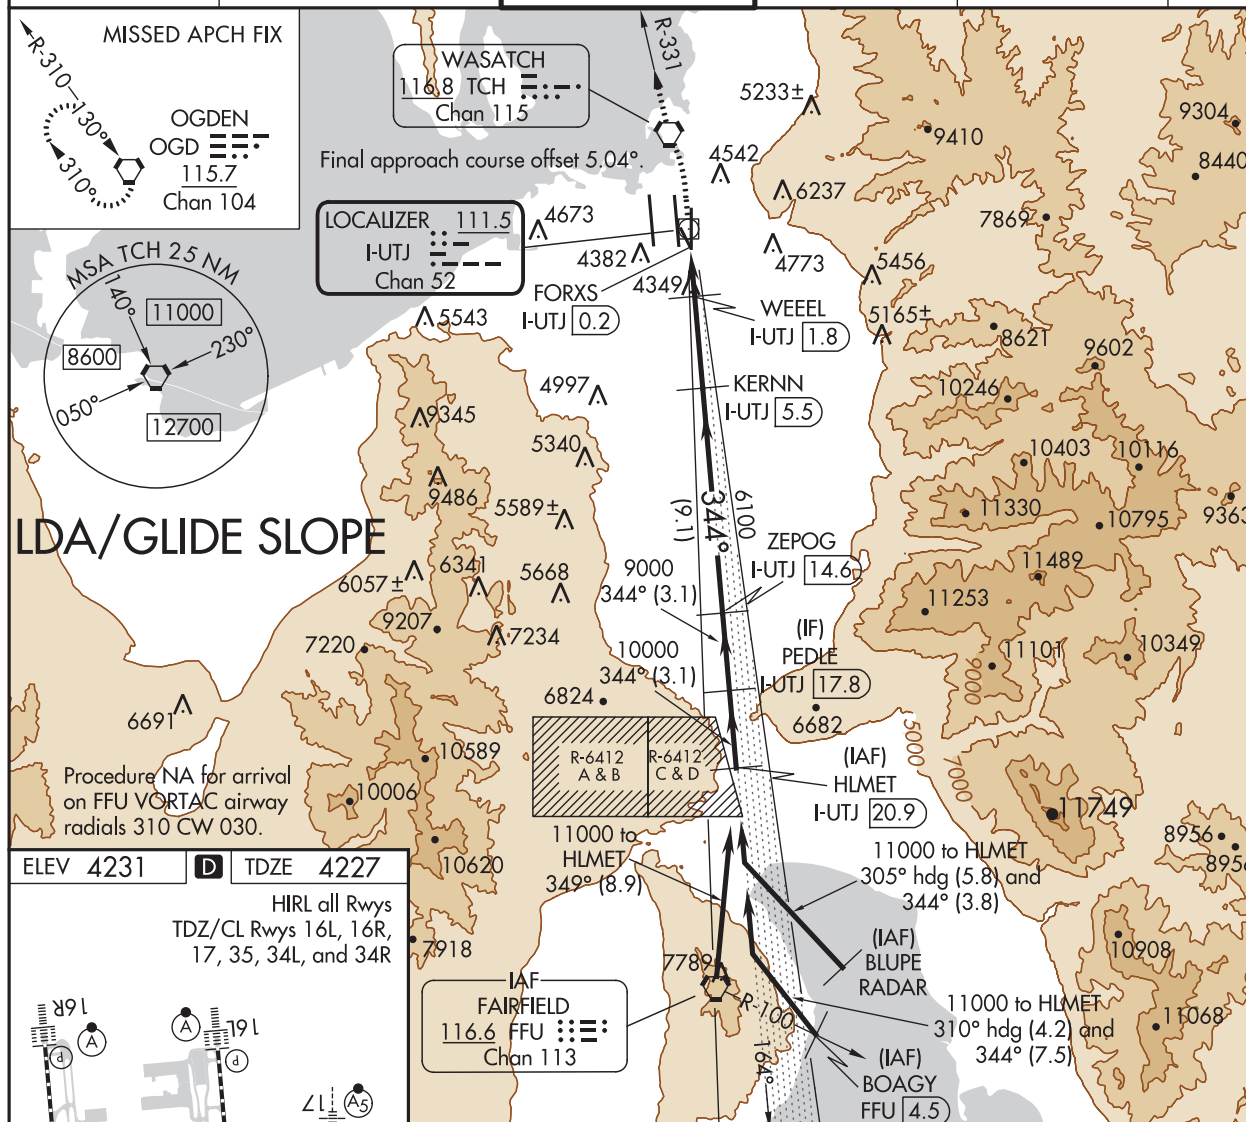 MISSED APCH FIX
R-310
130°
310°
OGDEN
OGD
115.7
Chan 104
WASATCH
116.8 TCH
Chan 115
R-331
Final approach course offset 5.04°.
LOCALIZER 111.5
I-UTJ
Chan 52
MSA TCH 25 NM
140°
11000
230°
8600
050°
12700
LDA/GLIDE SLOPE
5233±
9304
9410
8440
4542
6237
7869
4673
4382
4773
5456
4349
FORXS
I-UTJ 0.2
WEEEL
I-UTJ 1.8
5165±
5543
8621
9602
KERNN
I-UTJ 5.5
10246
4997
9345
5340
10403
10116
9486
5589±
11330
10795
9363
344°
(9.1)
6100
ZEPOG
I-UTJ 14.6
9000
344° (3.1)
6341
6057±
5668
11489
11253
9207
7220
7234
(IF)
PEDLE
I-UTJ 17.8
10000
344° (3.1)
11101
10349
9000
6691
6824
6682
5000
7000
R-6412
A & B
R-6412
C & D
10589
(IAF)
HLMET
I-UTJ 20.9
Procedure NA for arrival
on FFU VORTAC airway
radials 310 CW 030.
10006
11749
8956
8956
10620
11000 to
HLMET
349° (8.9)
11000 to HLMET
305° hdg (5.8) and
344° (3.8)
ELEV 4231 D TDZE 4227
HIRL all Rwys
TDZ/CL Rwys 16L, 16R,
17, 35, 34L, and 34R
7918
10908
7789
(IAF)
BLUPE
RADAR
IAF
FAIRFIELD
116.6 FFU
Chan 113
R-100
164°
11000 to HLMET
310° hdg (4.2) and
344° (7.5)
11068
(IAF)
BOAGY
FFU 4.5
16R
A
P
A
16L
P
17
A5